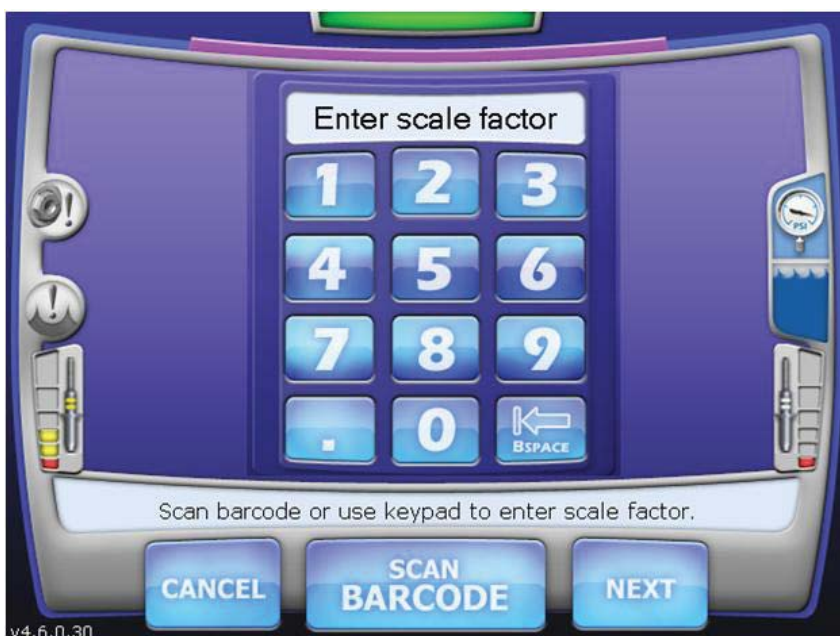 Enter scale factor
1 2 3
!
PSI
4 5 6
!
7 8 9
. 0 BSPACE
Scan barcode or use keypad to enter scale factor.
CANCEL
SCAN
BARCODE
NEXT
v4.6.0.30